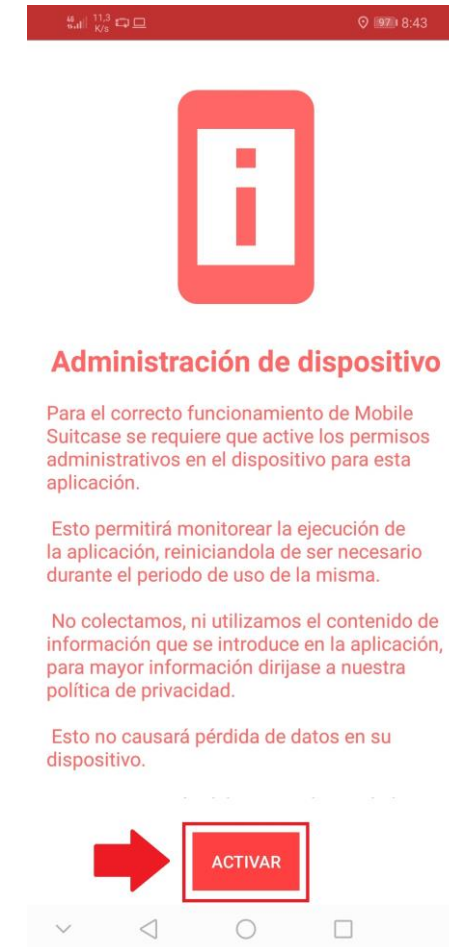 11,3
K/s
97 8:43
Administración de dispositivo
Para el correcto funcionamiento de Mobile
Suitcase se requiere que active los permisos
administrativos en el dispositivo para esta
aplicación.
Esto permitirá monitorear la ejecución de
la aplicación, reiniciandola de ser necesario
durante el periodo de uso de la misma.
No colectamos, ni utilizamos el contenido de
información que se introduce en la aplicación,
para mayor información dirijase a nuestra
política de privacidad.
Esto no causará pérdida de datos en su
dispositivo.
ACTIVAR